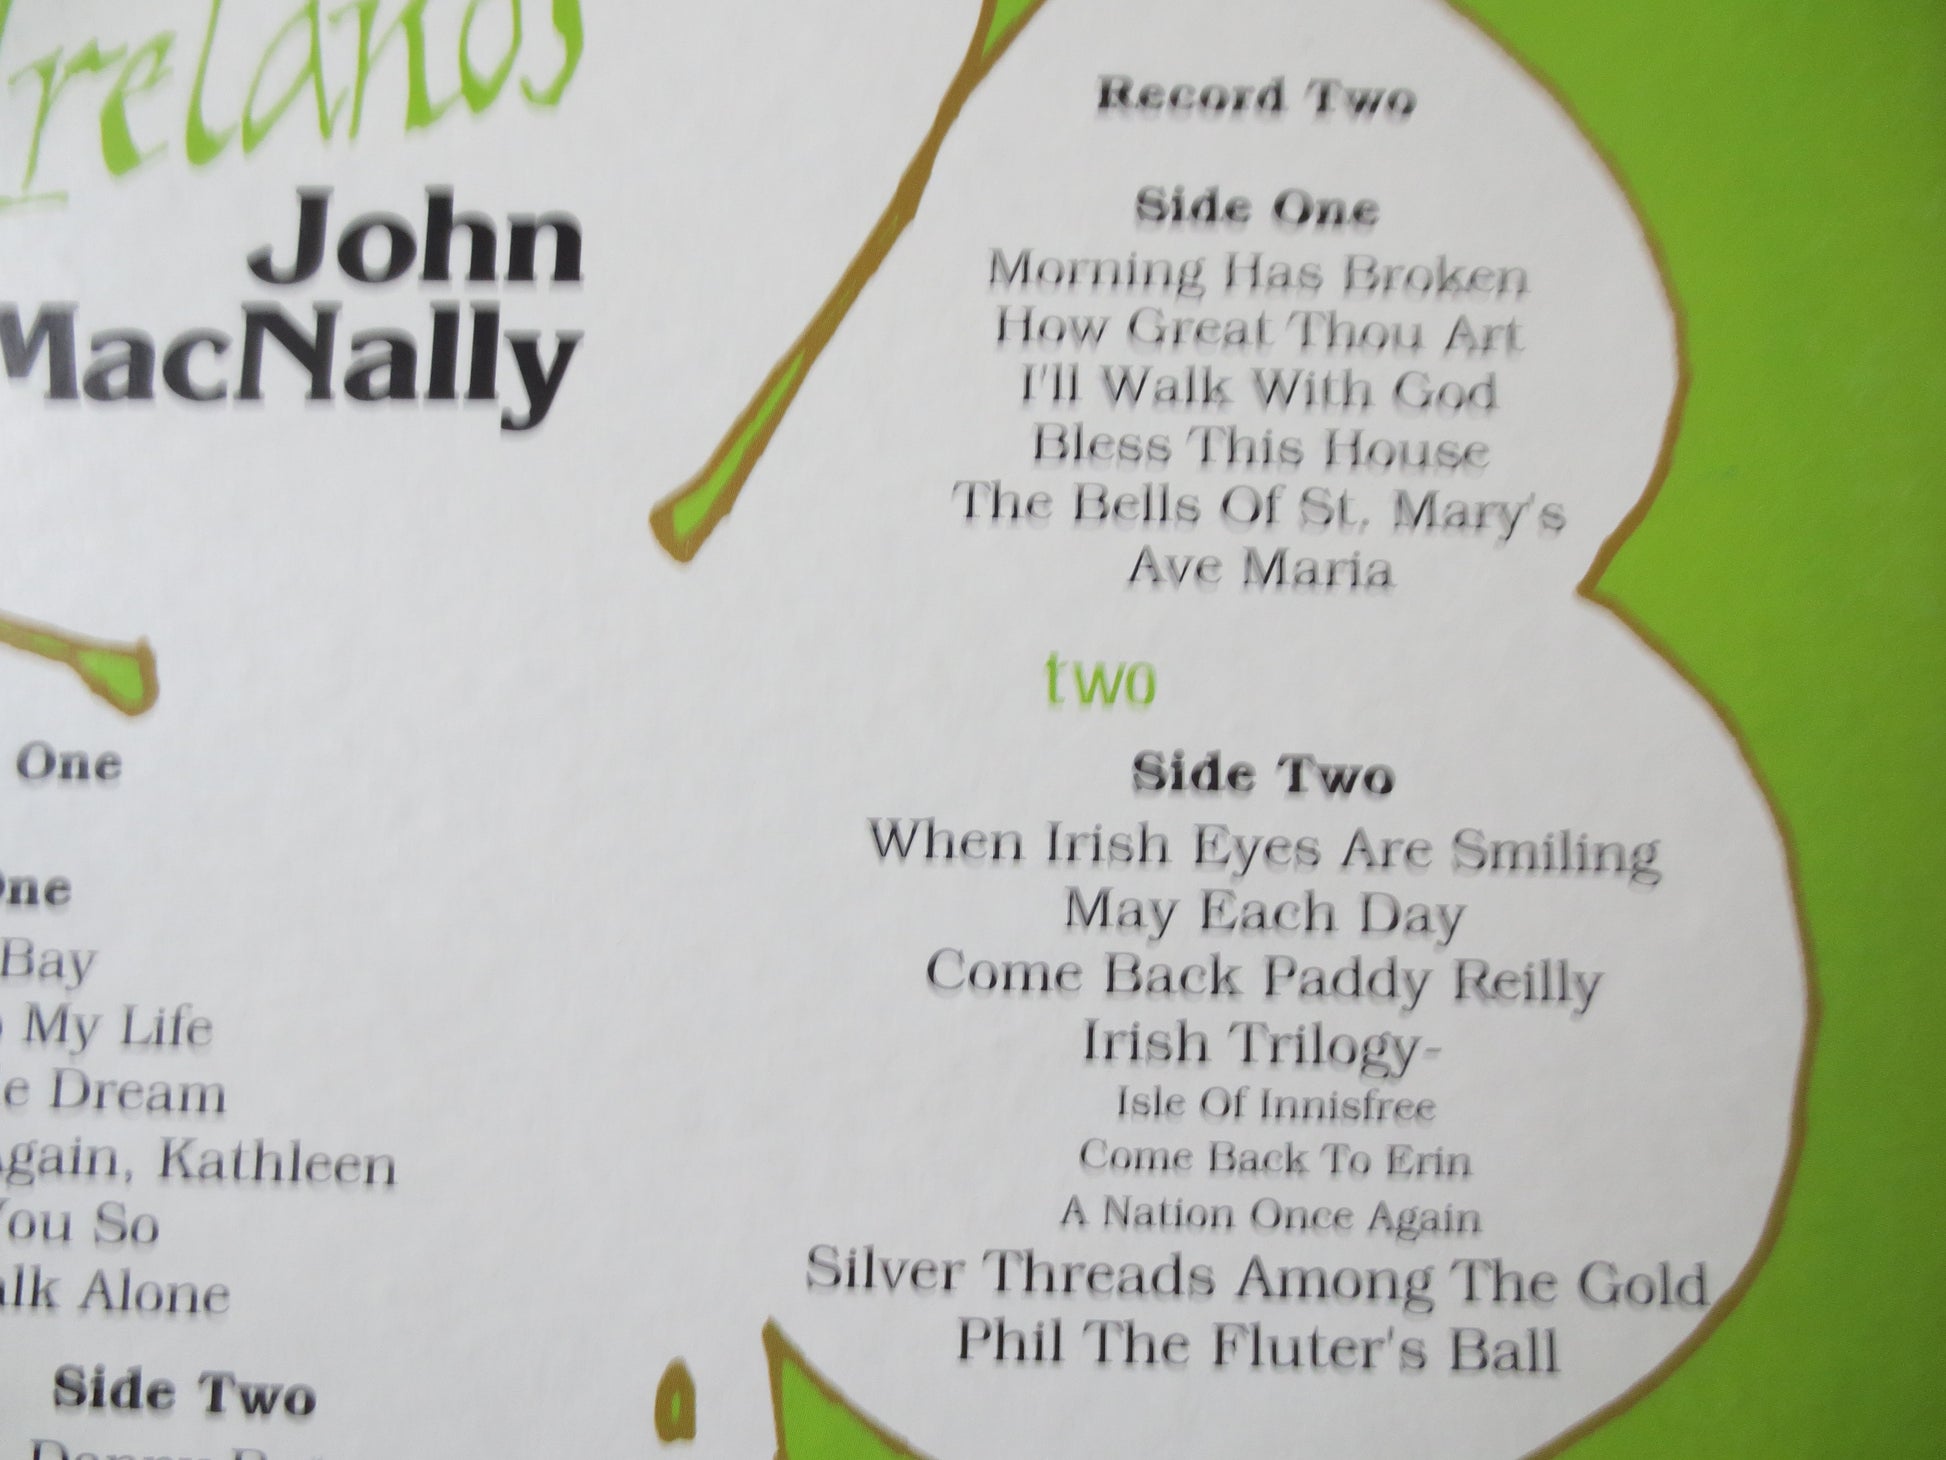 Irelands
John
MacNally
One
One
Bay
My Life
Dream
Again, Kathleen
You So
Alone
Side Two
Record Two
Side One
Morning Has Broken
How Great Thou Art
I'll Walk With God
Bless This House
The Bells Of St. Mary's
Ave Maria
two
Side Two
When Irish Eyes Are Smiling
May Each Day
Come Back Paddy Reilly
Irish Trilogy-
Isle Of Innisfree
Come Back To Erin
A Nation Once Again
Silver Threads Among The Gold
Phil The Fluter's Ball